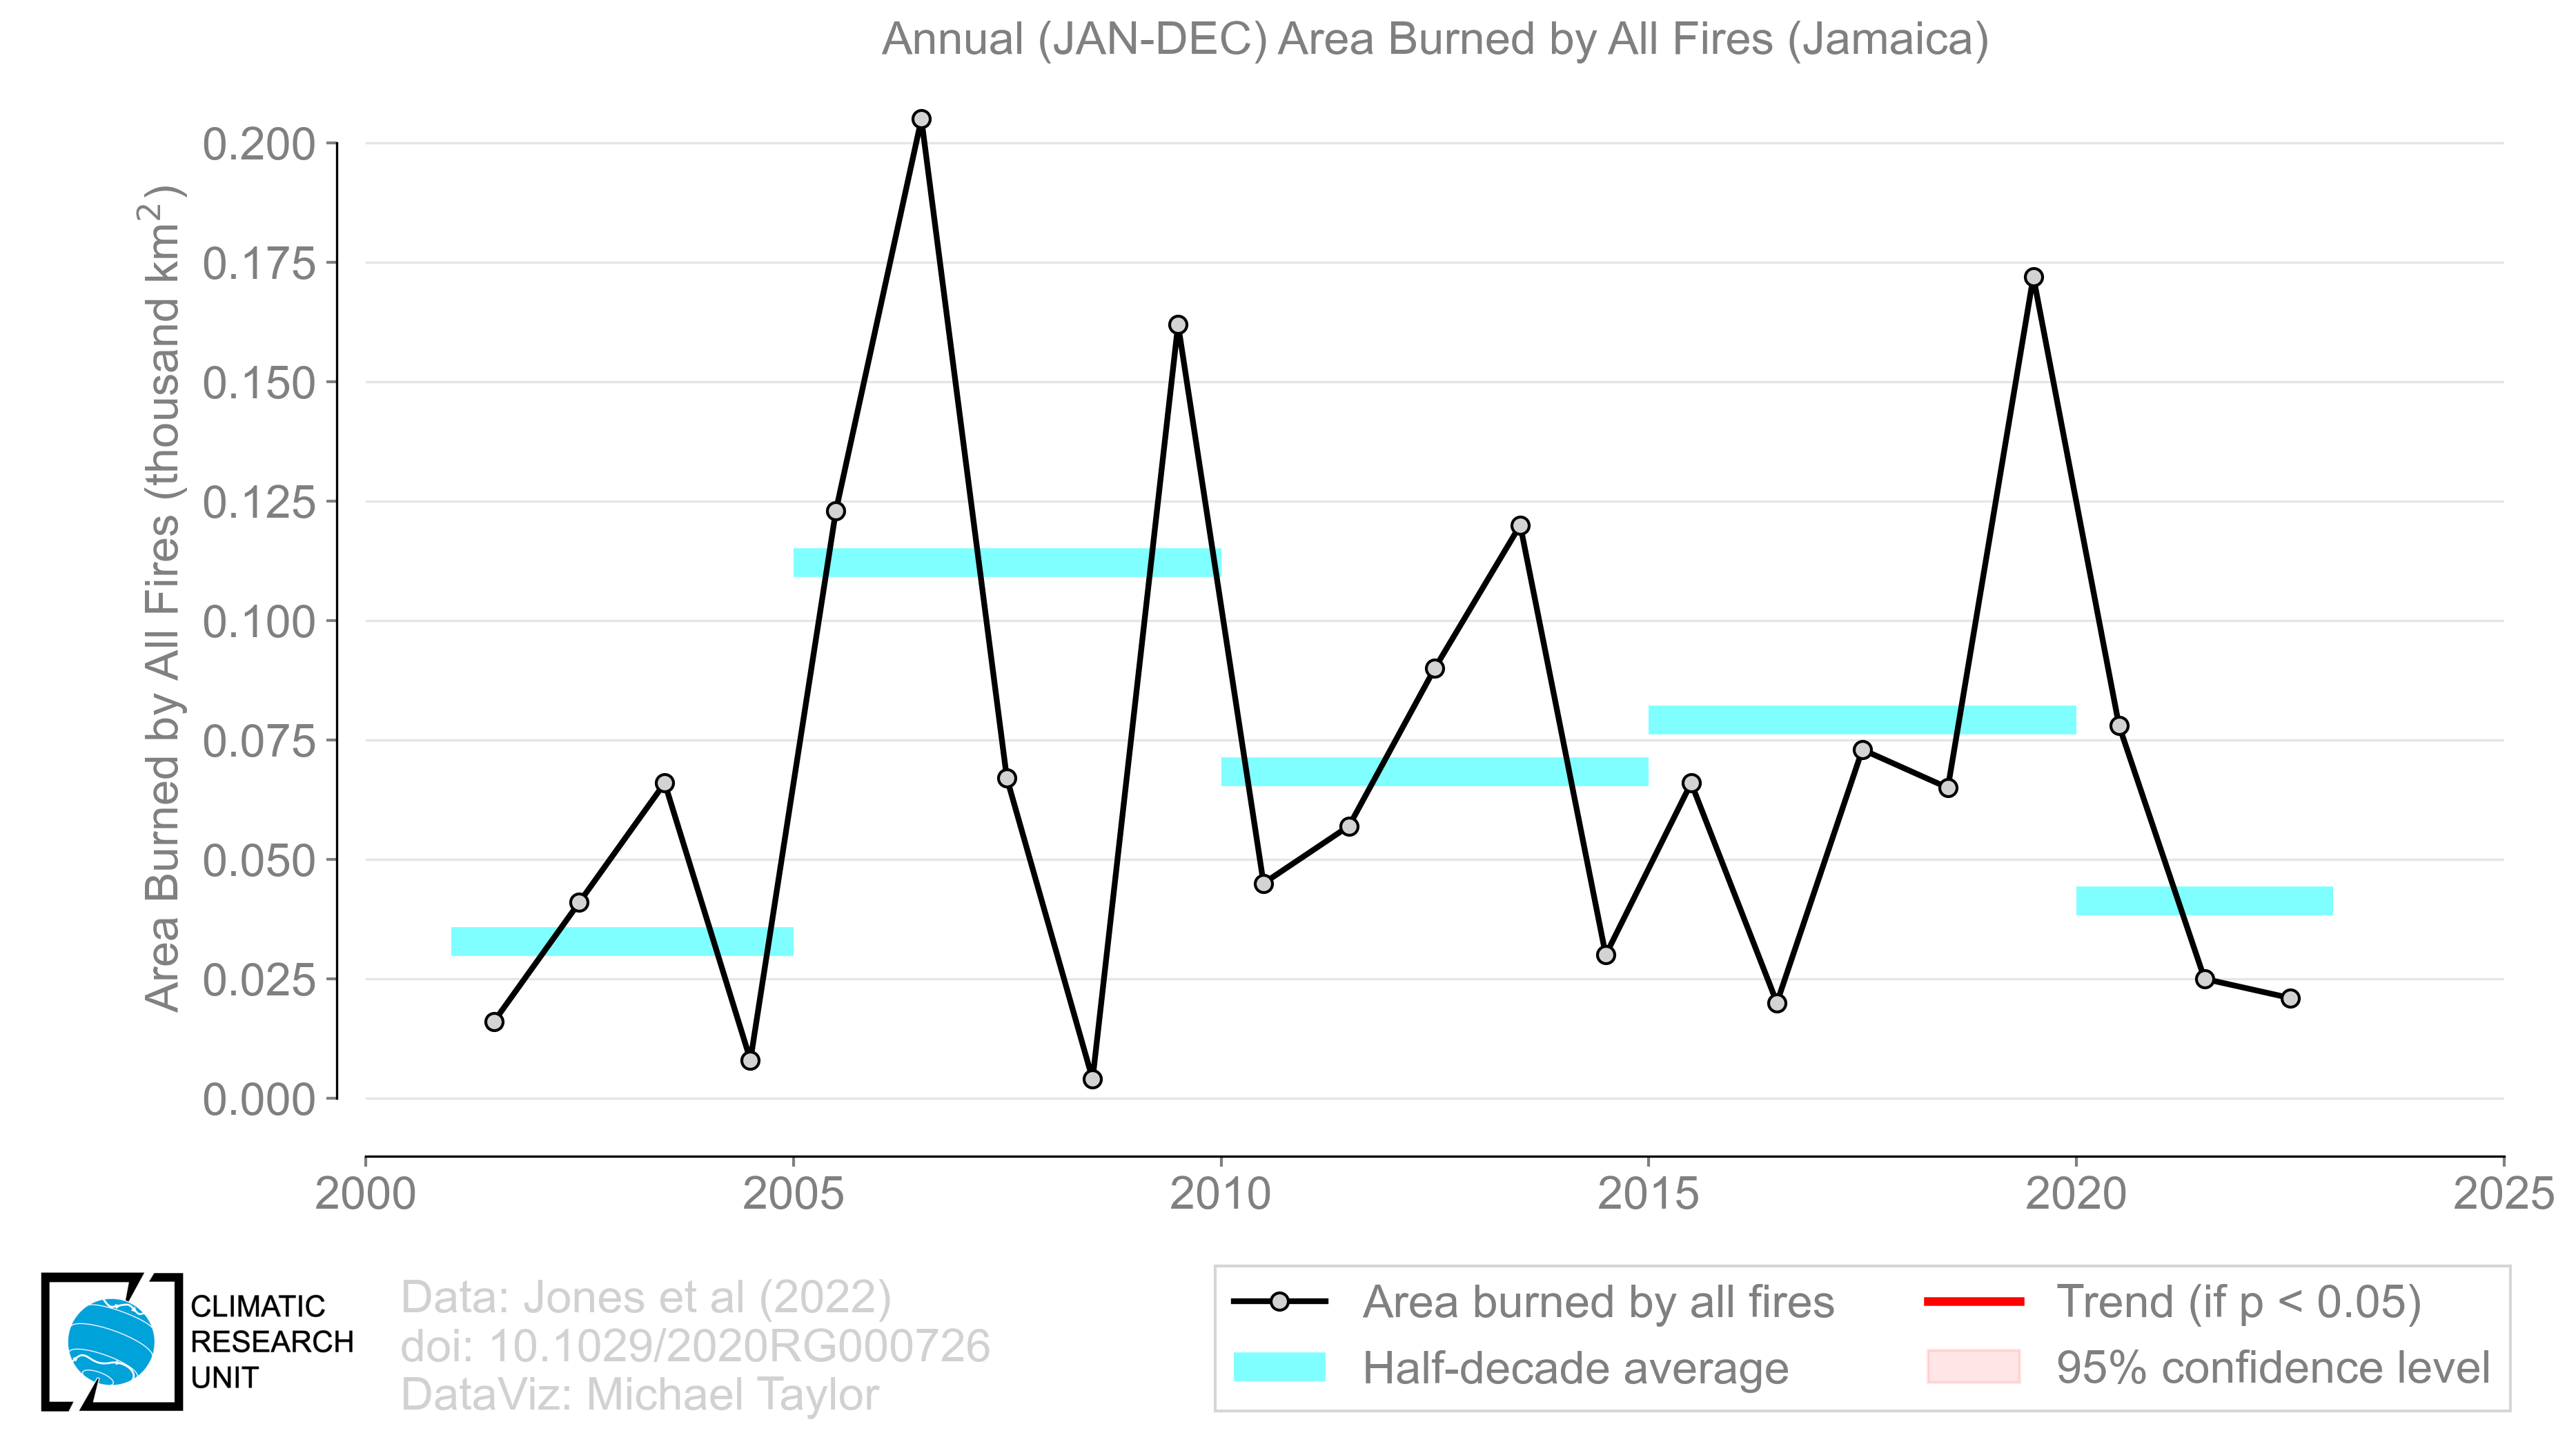 Annual (JAN-DEC) Area Burned by All Fires (Jamaica)
Area Burned by All Fires (thousand km²)
0.200
0.175
0.150
0.125
0.100
0.075
0.050
0.025
0.000
2000 2005 2010 2015 2020 2025
CLIMATIC
RESEARCH
UNIT
Data: Jones et al (2022)
doi: 10.1029/2020RG000726
DataViz: Michael Taylor
Area burned by all fires
Half-decade average
Trend (if p < 0.05)
95% confidence level